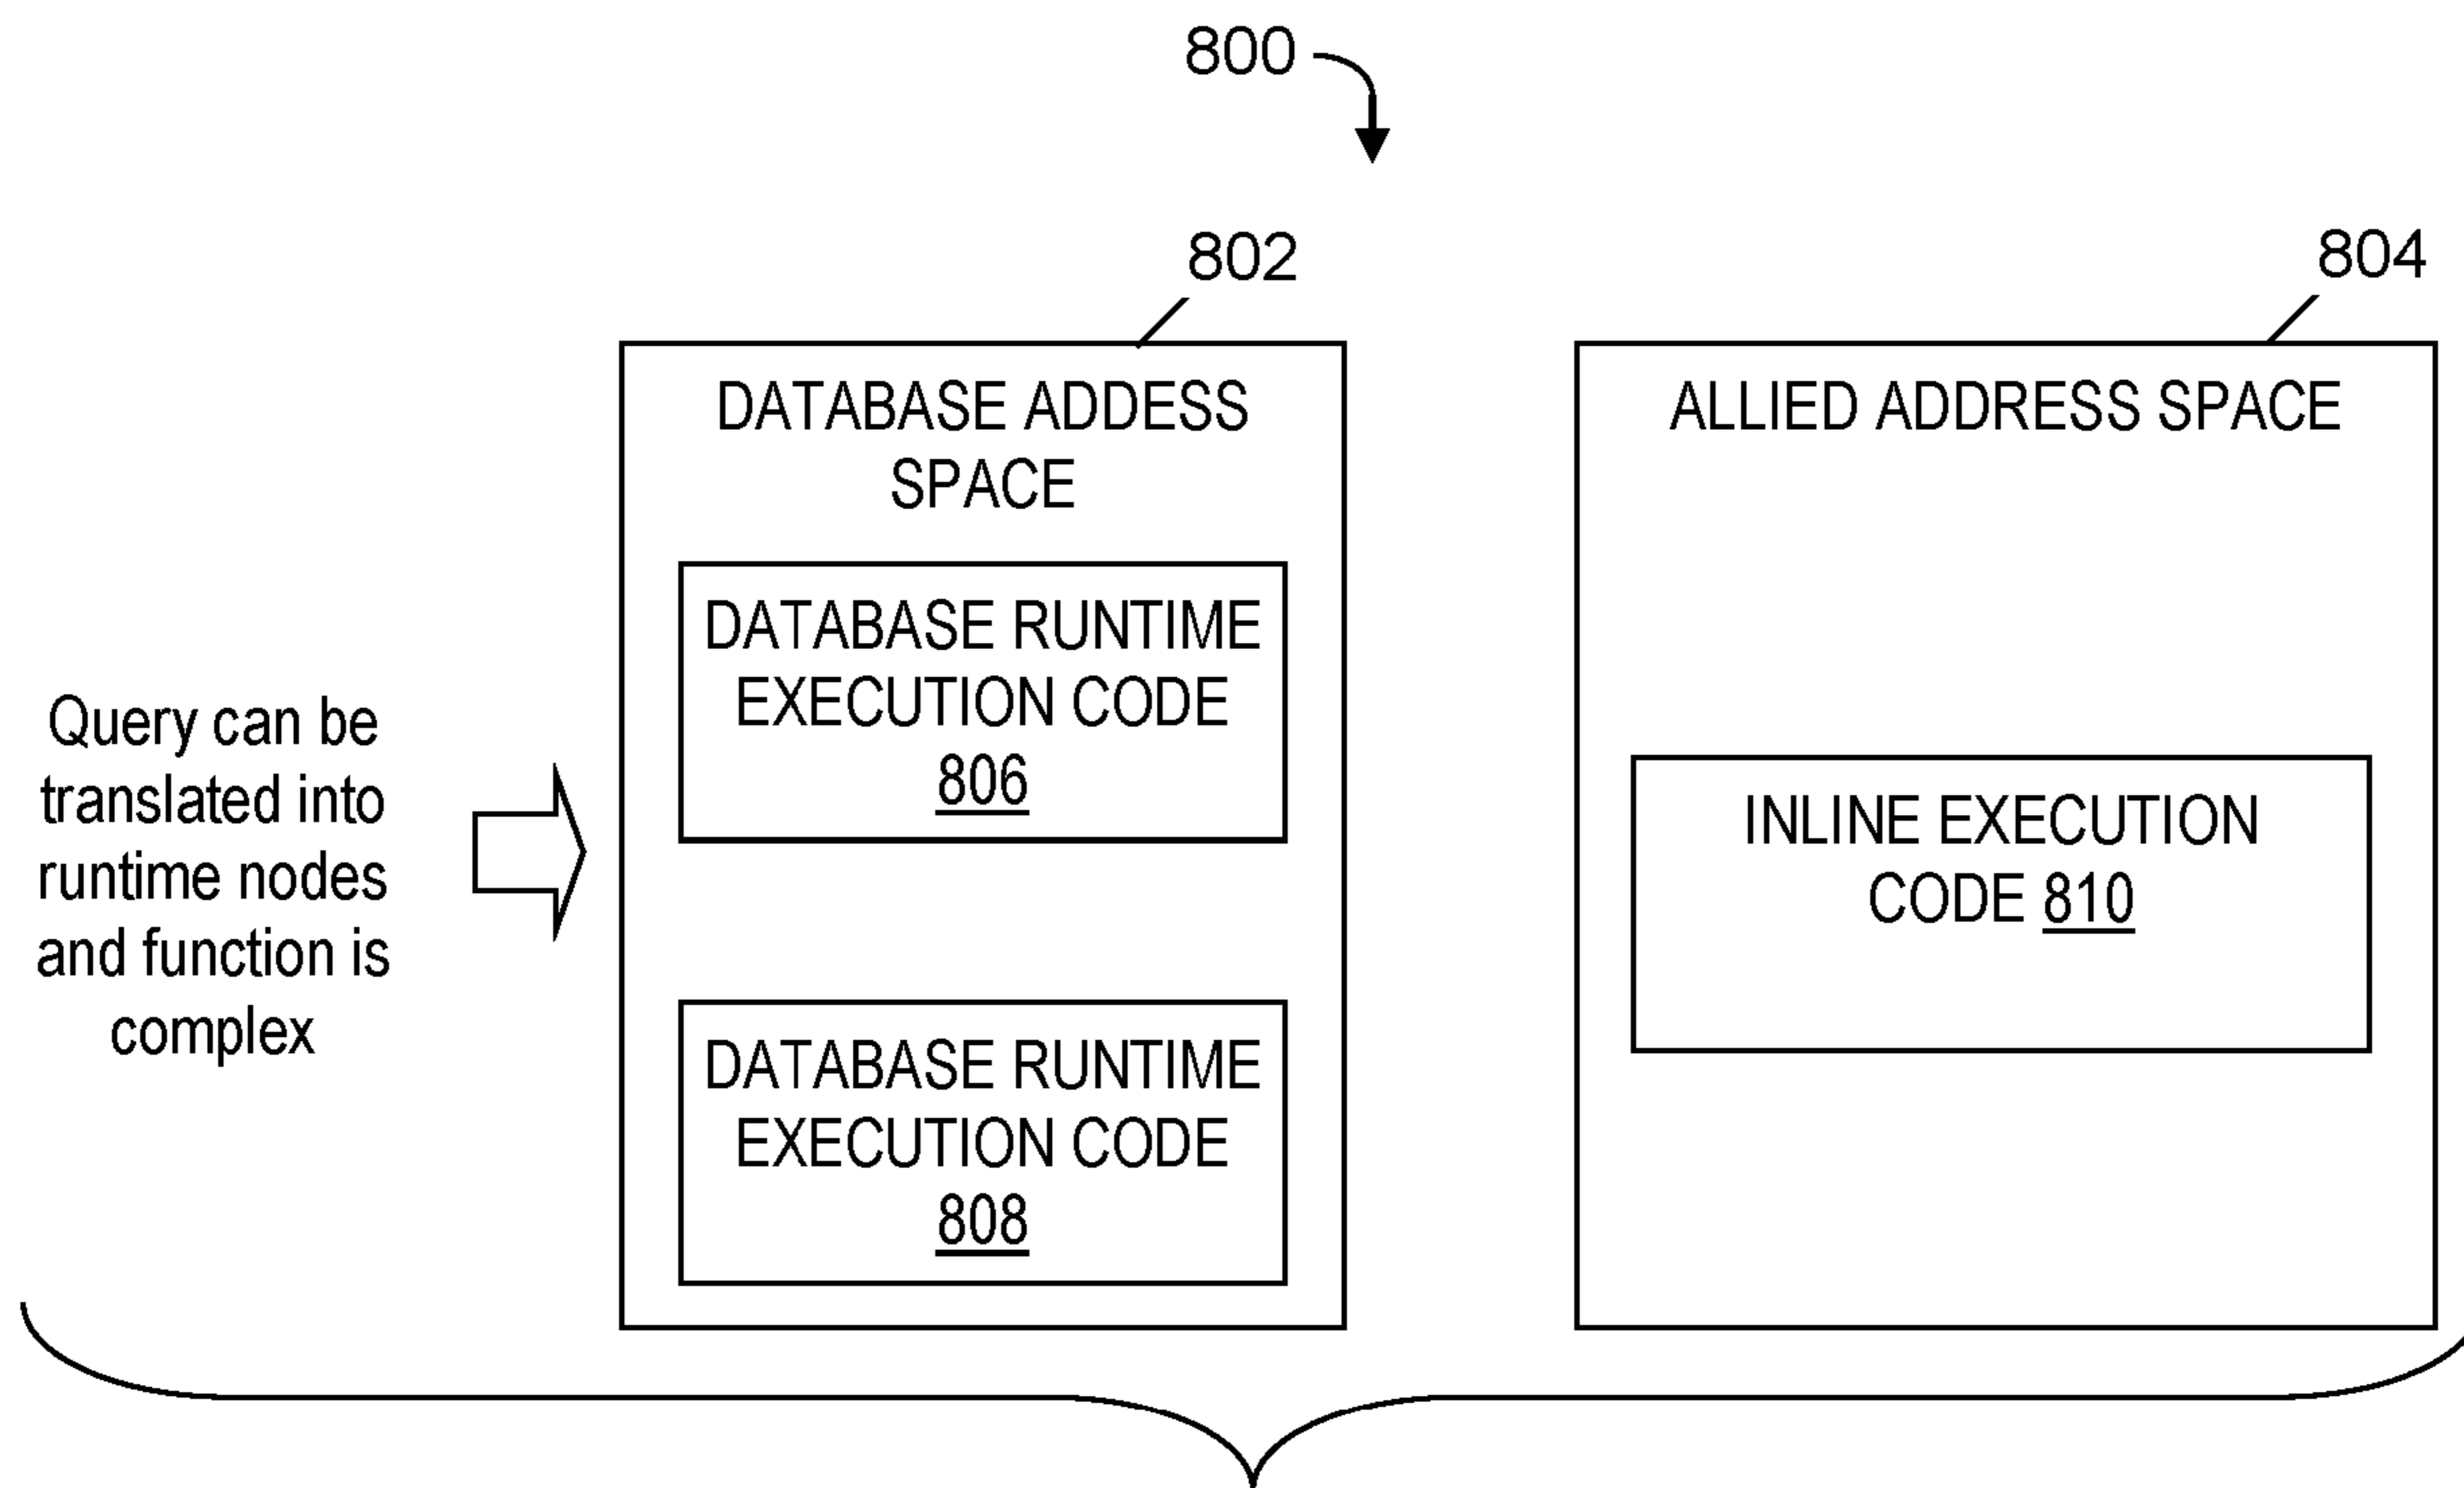 800
802
804
DATABASE ADDESS
SPACE
ALLIED ADDRESS SPACE
DATABASE RUNTIME
EXECUTION CODE
806
Query can be
translated into
runtime nodes
and function is
complex
INLINE EXECUTION
CODE 810
DATABASE RUNTIME
EXECUTION CODE
808